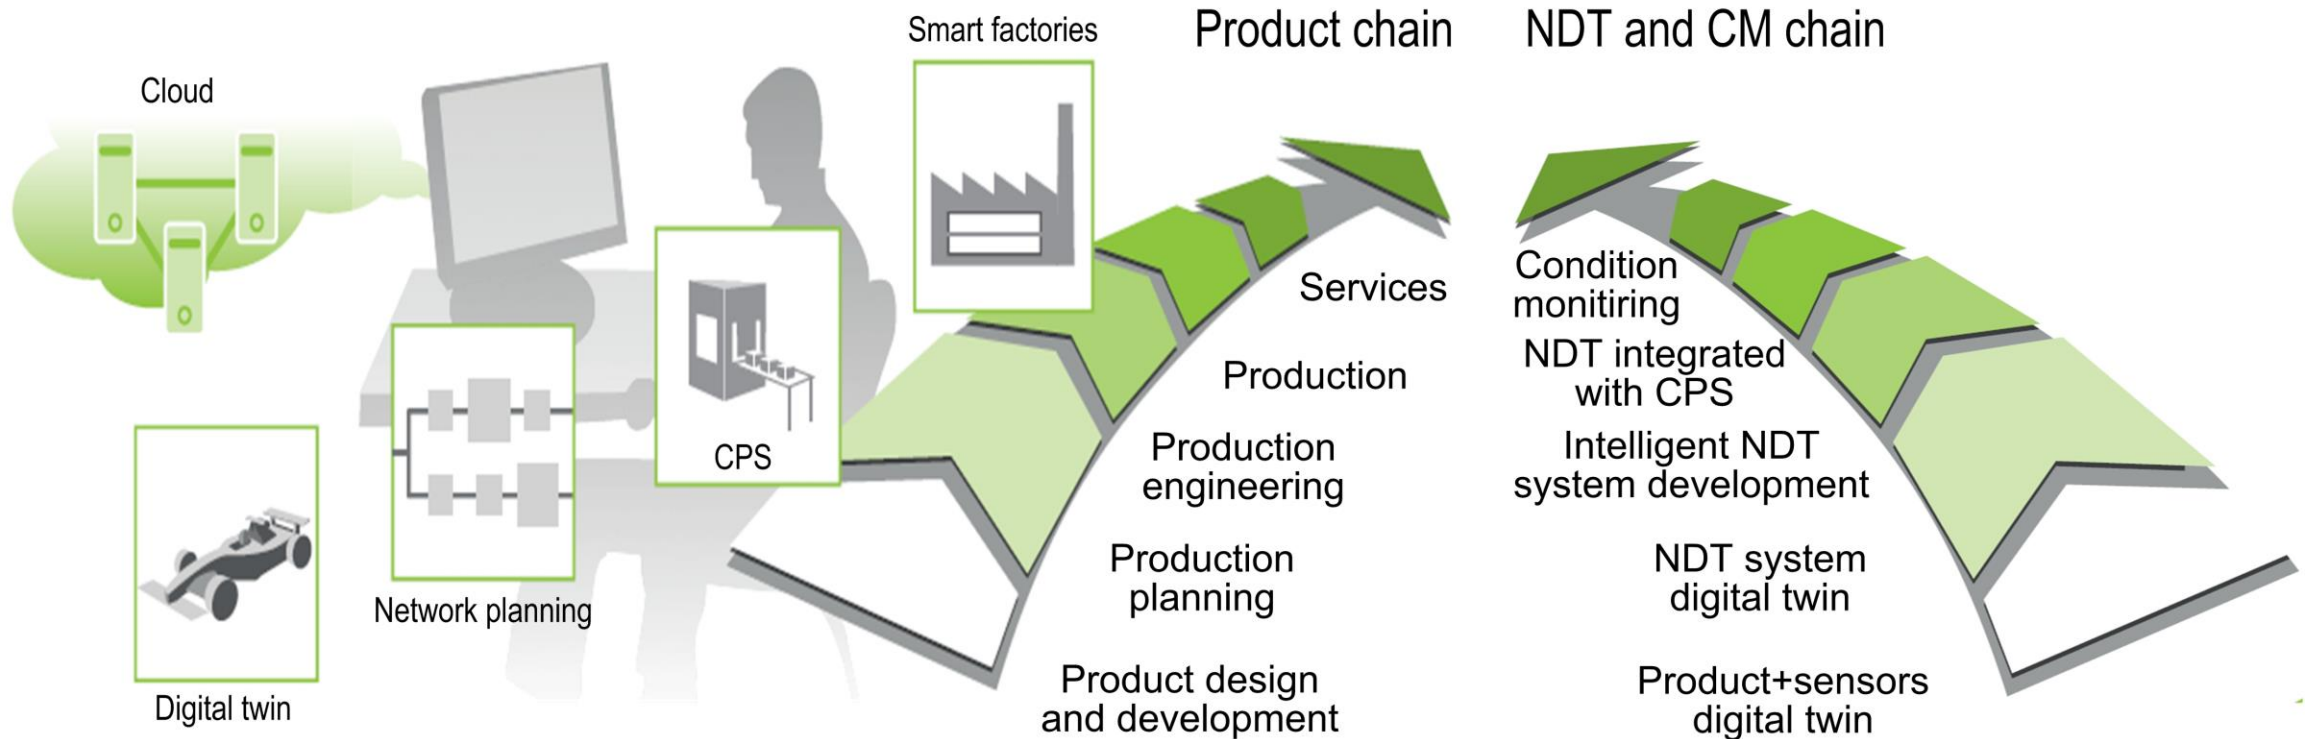 Smart factories
Product chain
NDT and CM chain
Cloud
CPS
Network planning
Digital twin
Services
Production
Production
engineering
Production
planning
Product design
and development
Condition
monitiring
NDT integrated
with CPS
Intelligent NDT
system development
NDT system
digital twin
Product+sensors
digital twin